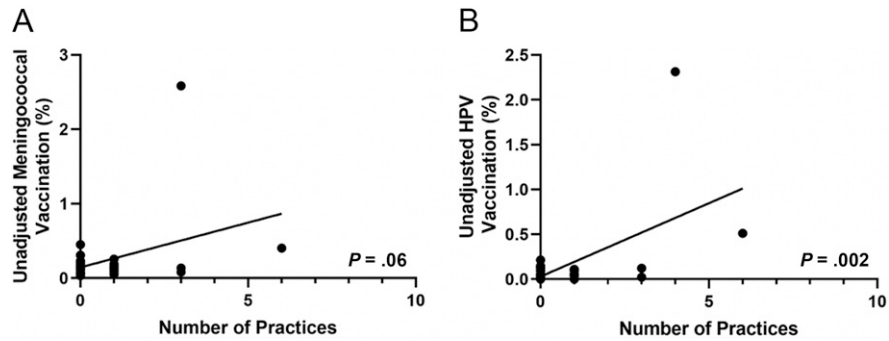 A
Unadjusted Meningococcal
Vaccination (%)
3
2
1
0
0
5
10
P = .06
Number of Practices
B
Unadjusted HPV
Vaccination (%)
2.5
2.0
1.5
1.0
0.5
0.0
0
5
10
P = .002
Number of Practices